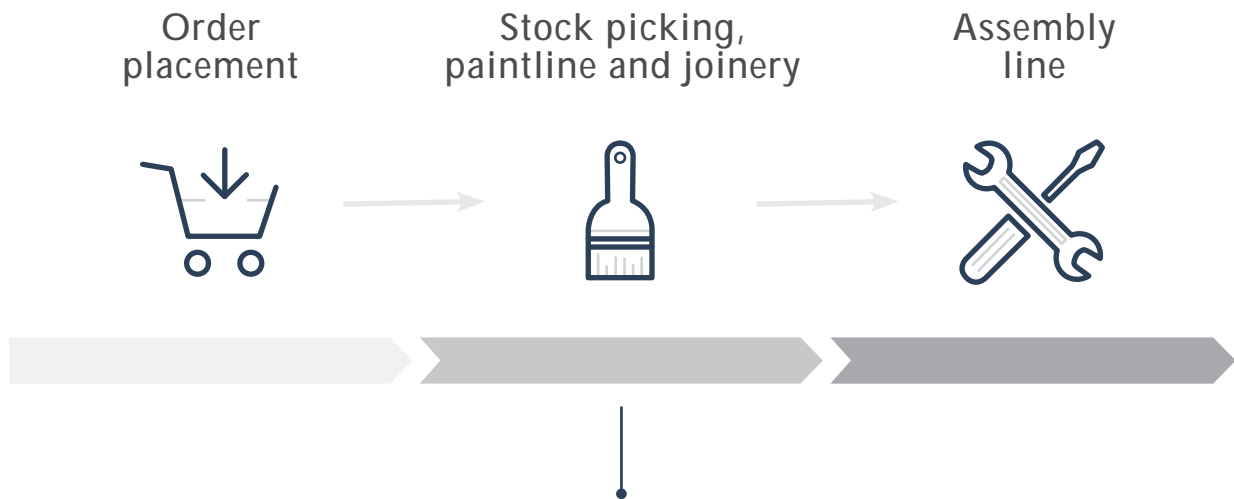 Order
placement
Stock picking,
paintline and joinery
Assembly
line